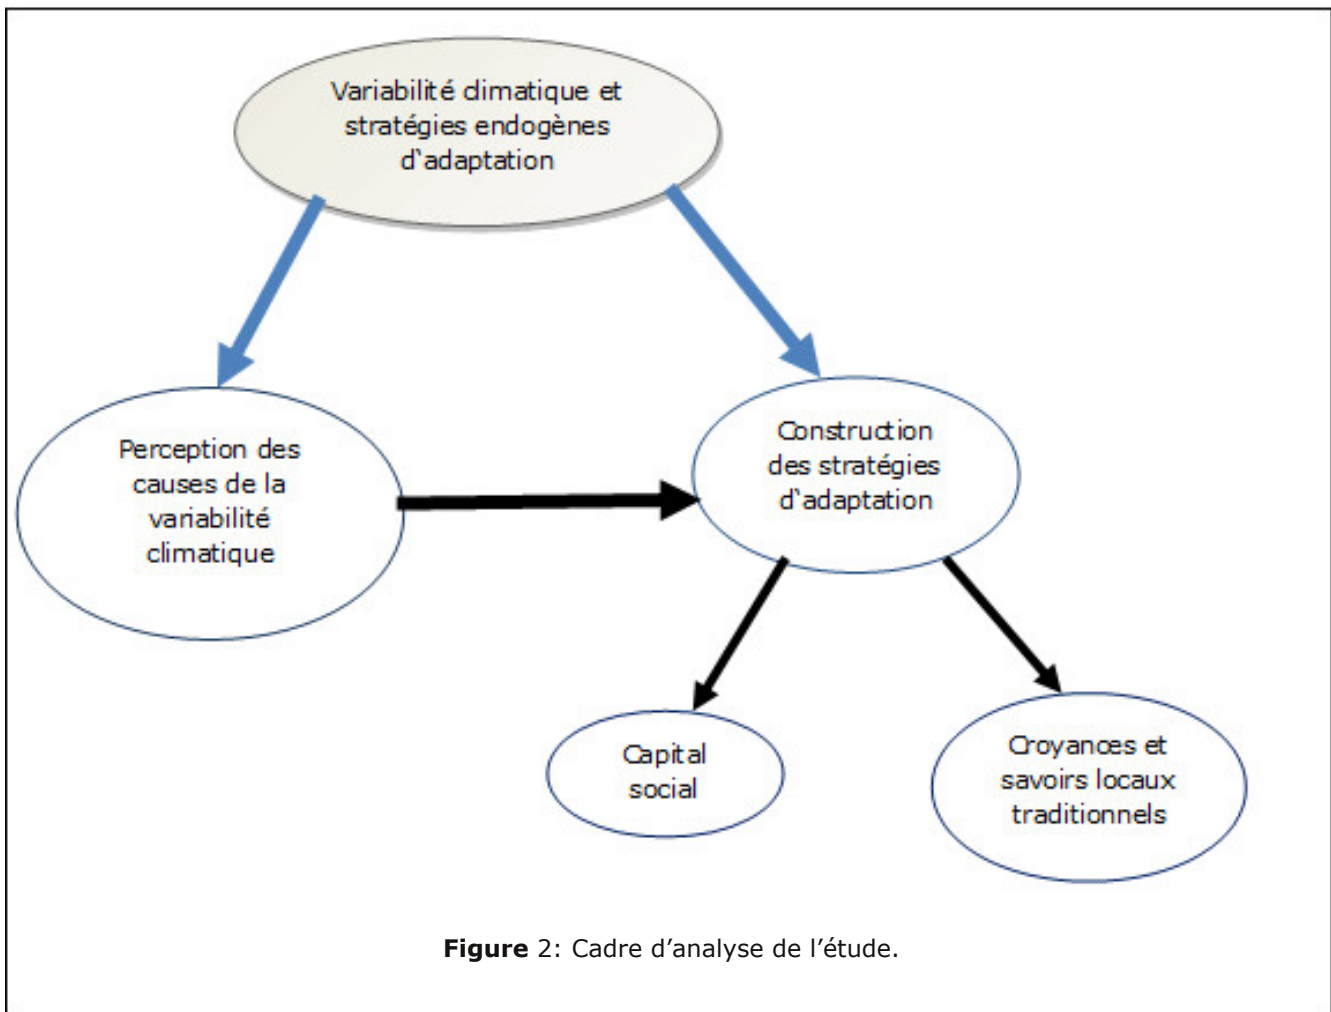 Variabilité climatique et
stratégies endogènes
d'adaptation
Perception des
causes de la
variabilité
climatique
Construction
des stratégies
d'adaptation
Capital
social
Croyances et
savoirs locaux
traditionnels
Figure 2: Cadre d'analyse de l'étude.